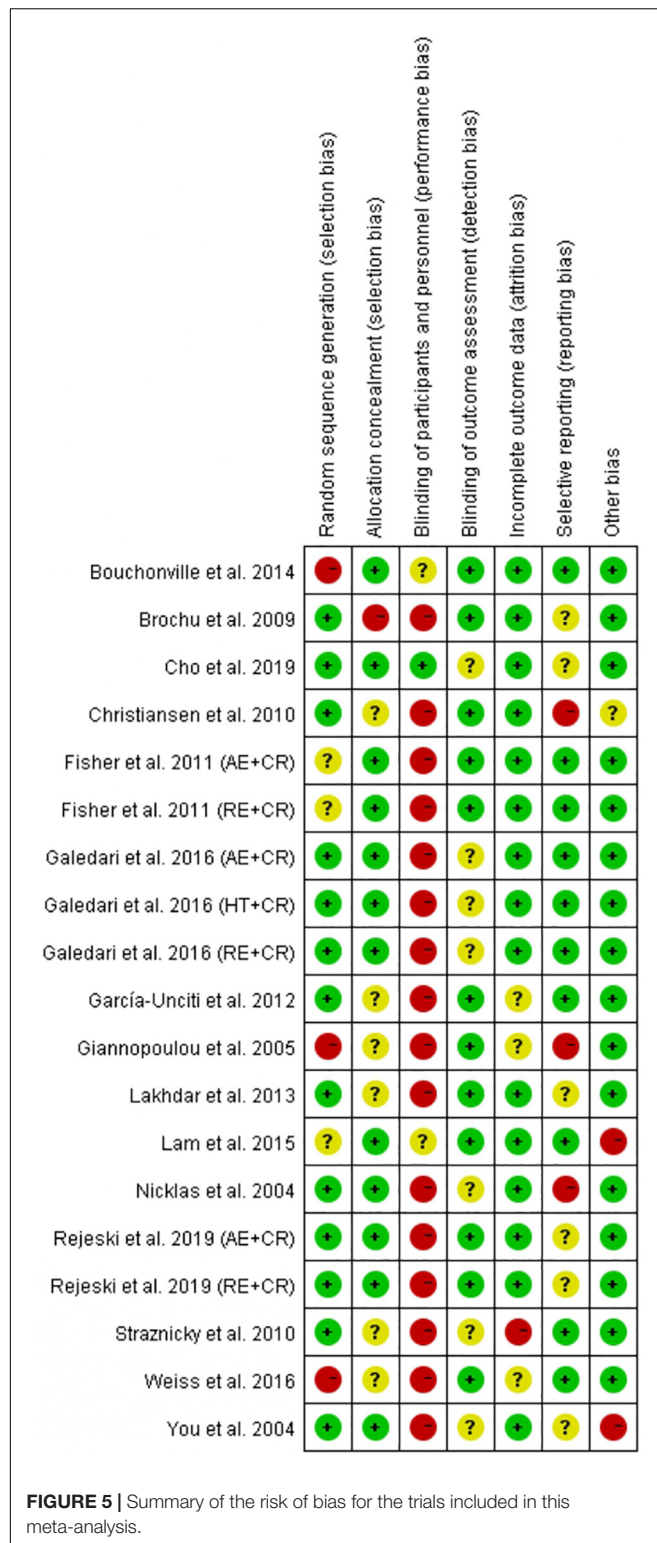 Random sequence generation (selection bias)
Allocation concealment (selection bias)
Blinding of participants and personnel (performance bias)
Blinding of outcome assessment (detection bias)
Incomplete outcome data (attrition bias)
Selective reporting (reporting bias)
Other bias
Bouchonville et al. 2014 - + ? + + + +
Brochu et al. 2009 + - - + + ? +
Cho et al. 2019 + + + ? + ? +
Christiansen et al. 2010 + ? - + + - ?
Fisher et al. 2011 (AE+CR) ? + - + + + +
Fisher et al. 2011 (RE+CR) ? + - + + + +
Galedari et al. 2016 (AE+CR) + + - ? + + +
Galedari et al. 2016 (HT+CR) + + - ? + + +
Galedari et al. 2016 (RE+CR) + + - ? + + +
García-Unciti et al. 2012 + ? - + ? + +
Giannopoulou et al. 2005 - ? - + ? - +
Lakhdar et al. 2013 + ? - + + ? +
Lam et al. 2015 ? + ? + + + -
Nicklas et al. 2004 + + - ? + - +
Rejeski et al. 2019 (AE+CR) + + - + + ? +
Rejeski et al. 2019 (RE+CR) + + - + + ? +
Straznicky et al. 2010 + ? - ? - + +
Weiss et al. 2016 - ? - + ? + +
You et al. 2004 + + - ? + ? -
FIGURE 5 | Summary of the risk of bias for the trials included in this
meta-analysis.